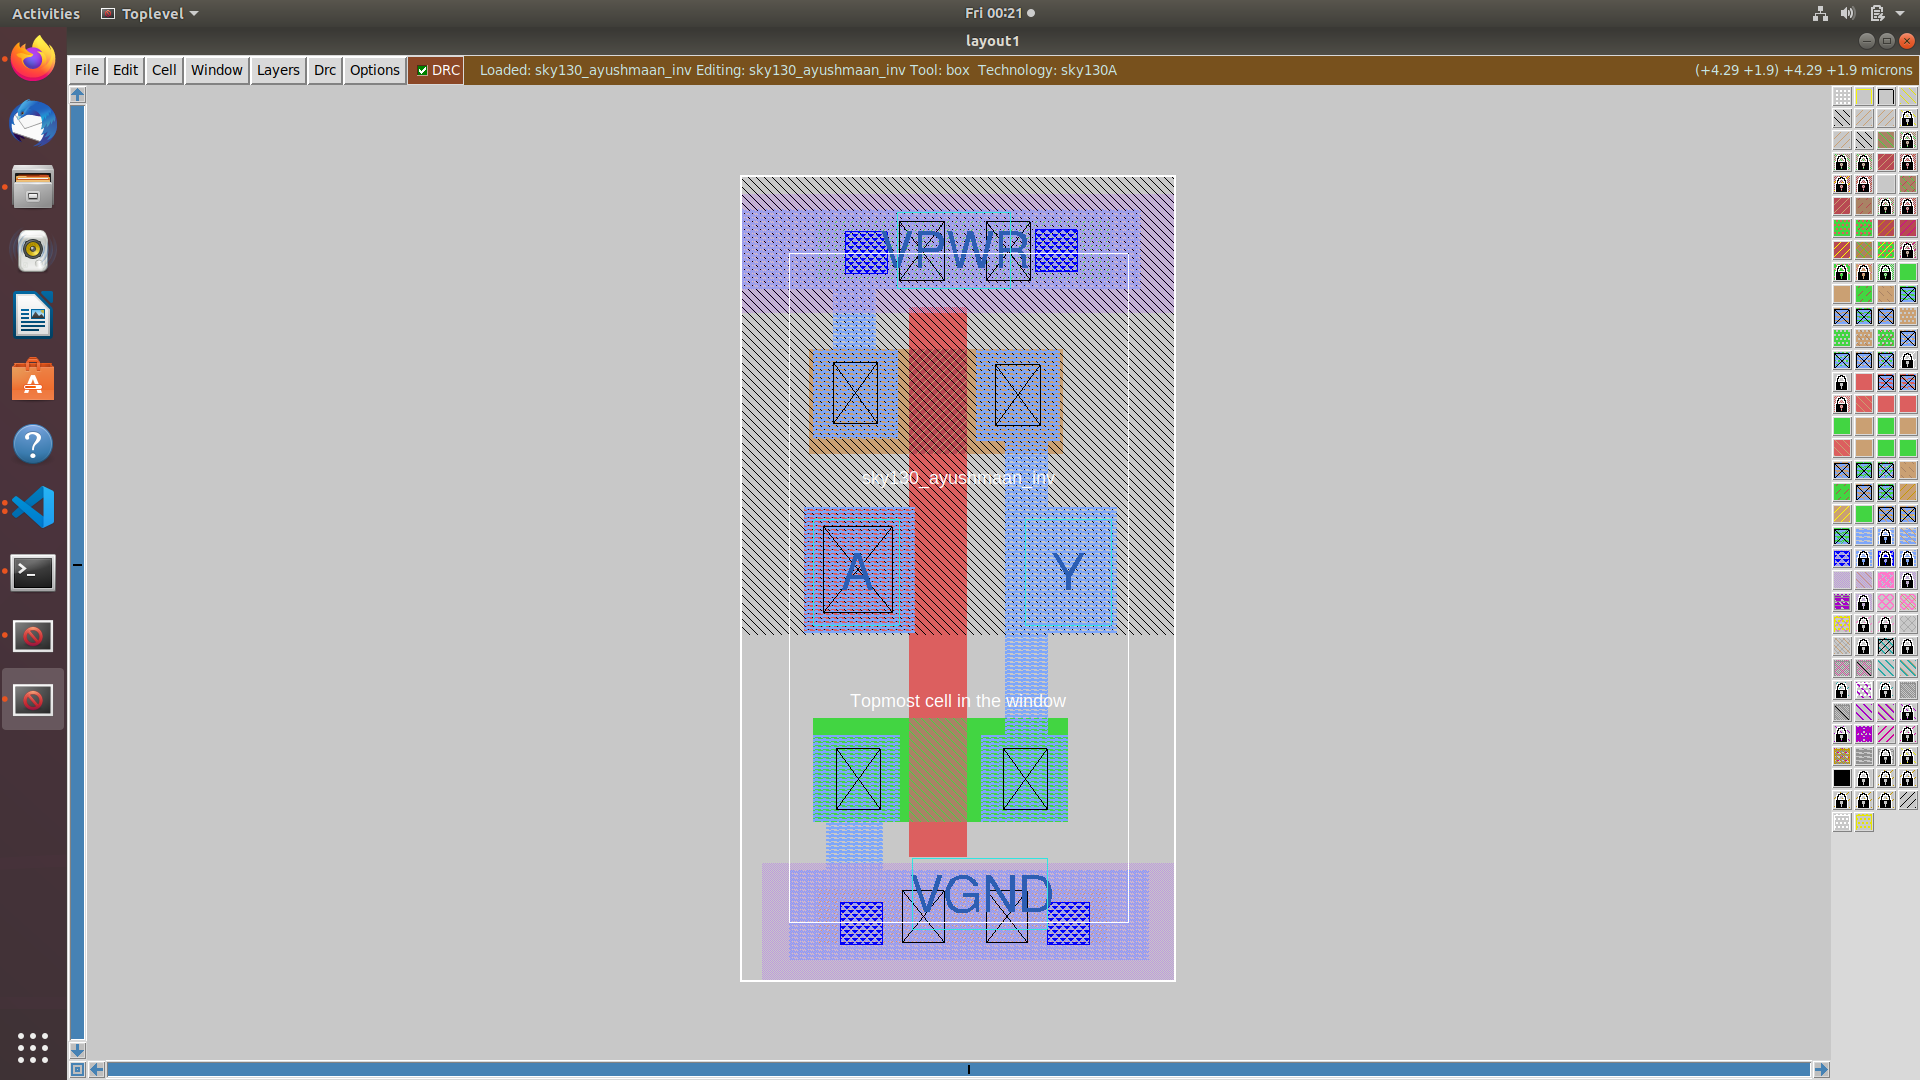 Activities Toplevel Fri 00:21
layout1
File Edit Cell Window Layers Drc Options DRC Loaded: sky130_ayushmaan_inv Editing: sky130_ayushmaan_inv Tool: box Technology: sky130A (+4.29 +1.9) +4.29 +1.9 microns
VPWR
sky130_ayushmaan_inv
A Y
Topmost cell in the window
VGND